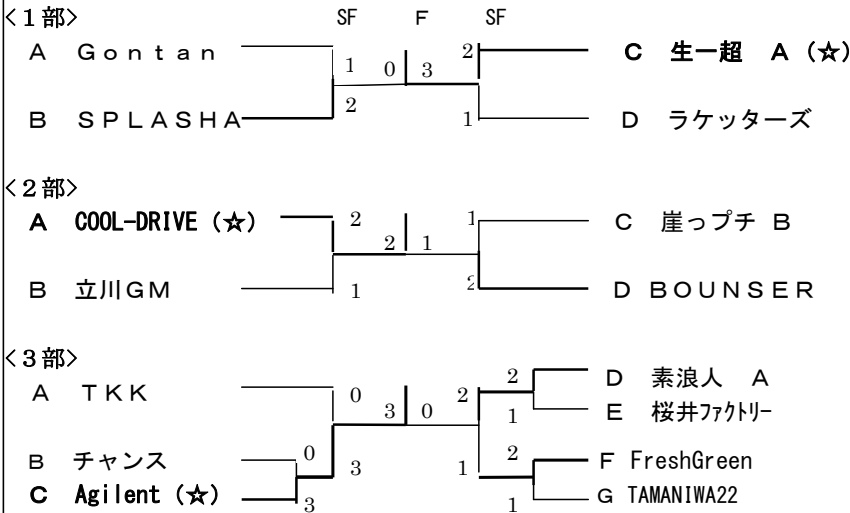 <１部> SF F SF
A Ｇｏｎｔａｎ 1 0 3 2 C 生一超 A (☆)
B ＳＰＬＡＳＨＡ 2 1 D ラケッターズ
<２部>
A COOL-DRIVE (☆) 2 2 1 1 C 崖っプチ B
B 立川GM 1 2 D ＢＯＵＮＳＥＲ
<３部>
A ＴＫＫ 0 3 0 2 2 D 素浪人 A
1 E 桜井ﾌｧｸﾄﾘｰ
B チャンス 0 3 1 2 F FreshGreen
C Agilent (☆) 3 1 G TAMANIWA22